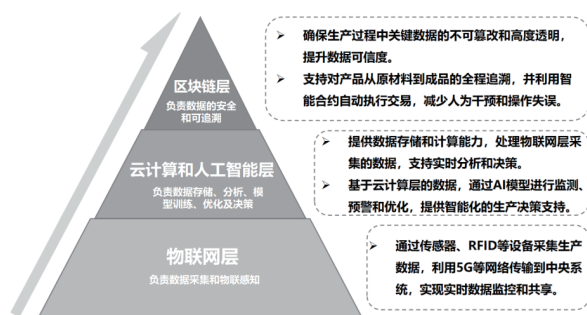 区块链层
负责数据的安全
和可追溯
➢ 确保生产过程中关键数据的不可篡改和高度透明，
提升数据可信度。
➢ 支持对产品从原材料到成品的全程追溯，并利用智
能合约自动执行交易，减少人为干预和操作失误。
云计算和人工智能层
负责数据存储、分析、模
型训练、优化及决策
➢ 提供数据存储和计算能力，处理物联网层采
集的数据，支持实时分析和决策。
➢ 基于云计算层的数据，通过AI模型进行监测、
预警和优化，提供智能化的生产决策支持。
物联网层
负责数据采集和物联感知
➢ 通过传感器、RFID等设备采集生产
数据，利用5G等网络传输到中央系
统，实现实时数据监控和共享。